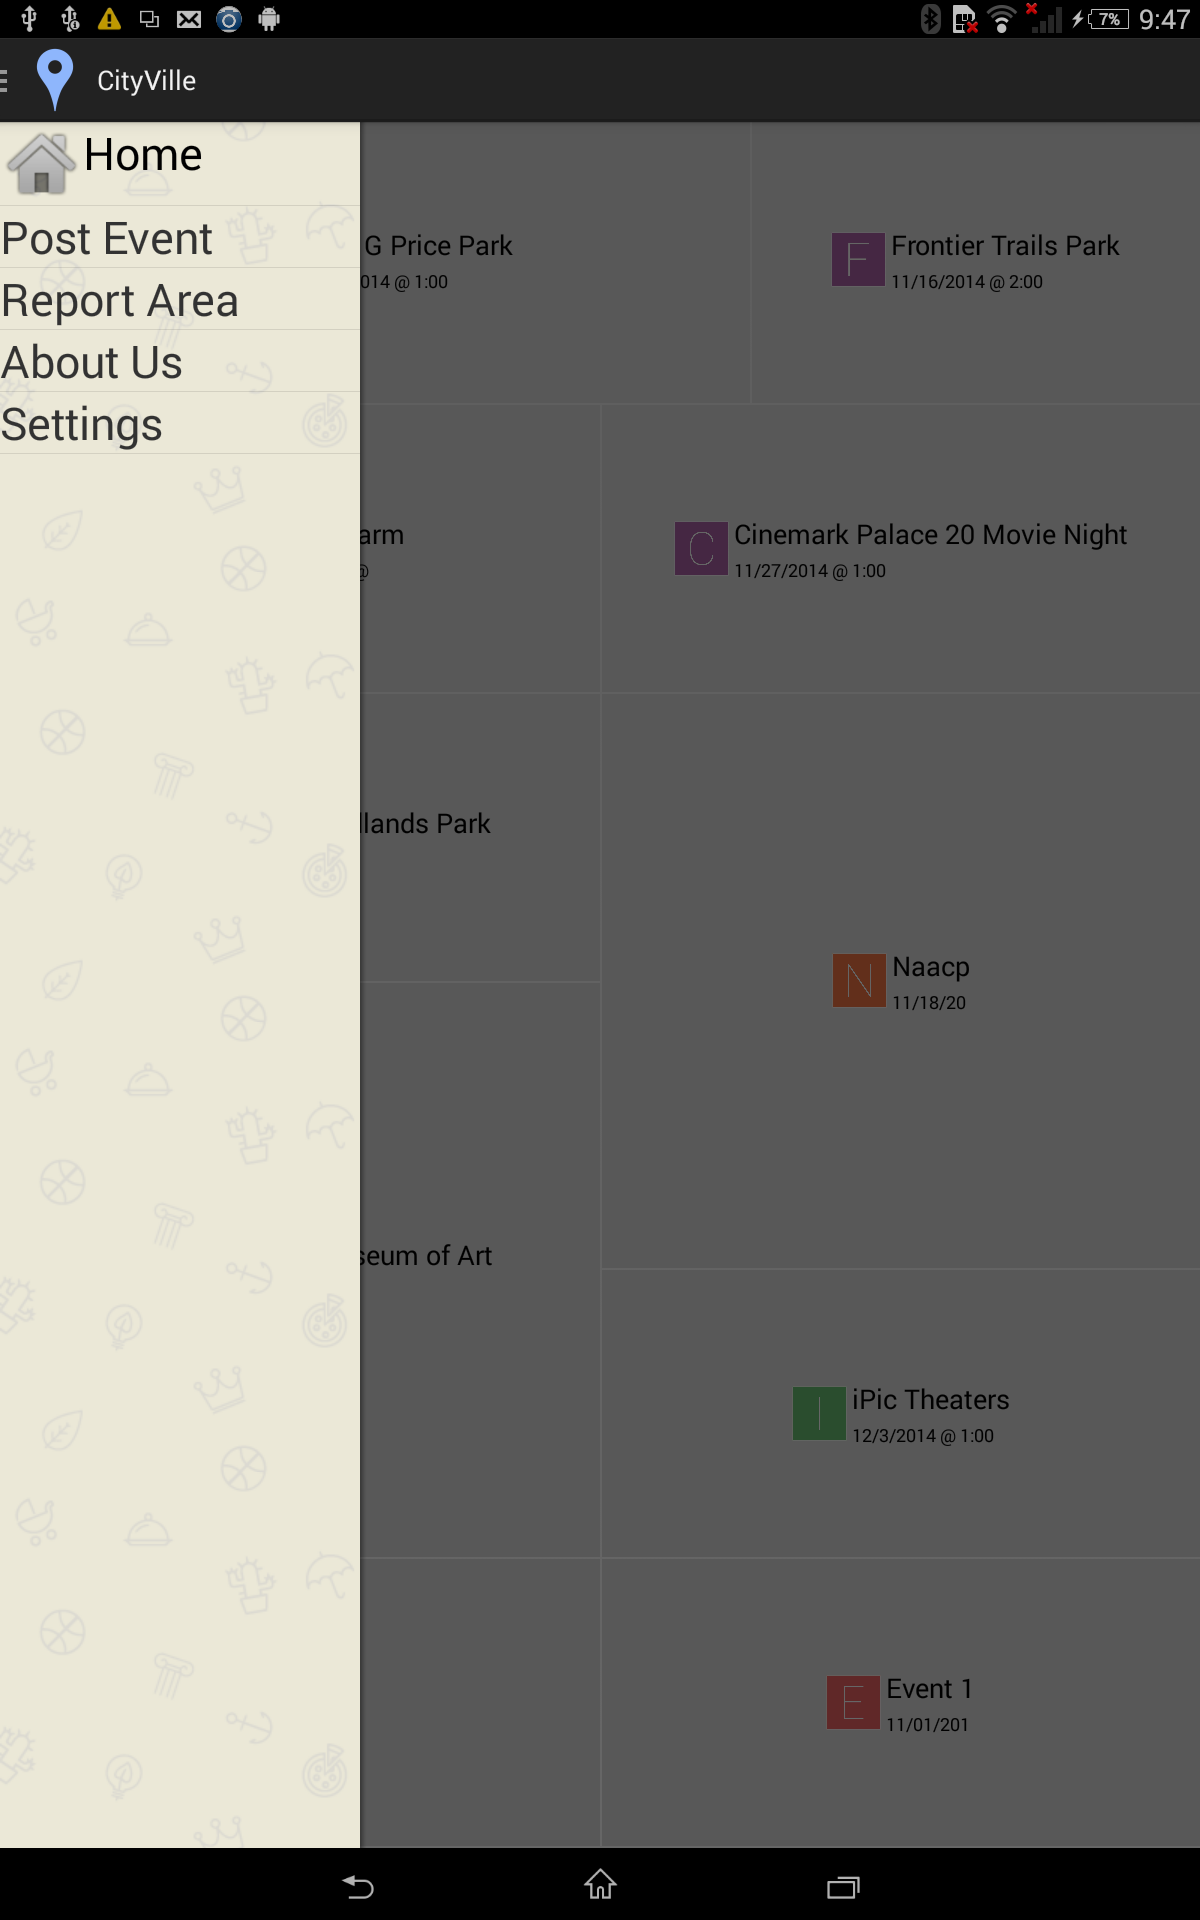 7% 9:47
CityVille
Home
Post Event
Report Area
About Us
Settings
G Price Park
014 @ 1:00
F Frontier Trails Park
11/16/2014 @ 2:00
arm
@
C Cinemark Palace 20 Movie Night
11/27/2014 @ 1:00
llands Park
N Naacp
11/18/20
seum of Art
I iPic Theaters
12/3/2014 @ 1:00
E Event 1
11/01/201